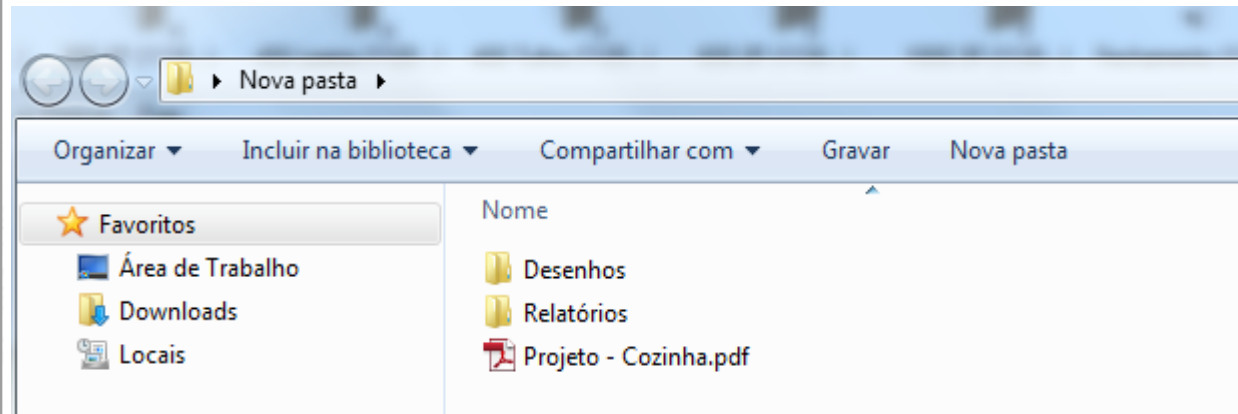 Nova pasta
Organizar Incluir na biblioteca Compartilhar com Gravar Nova pasta
Favoritos
Área de Trabalho
Downloads
Locais
Nome
Desenhos
Relatórios
Projeto - Cozinha.pdf